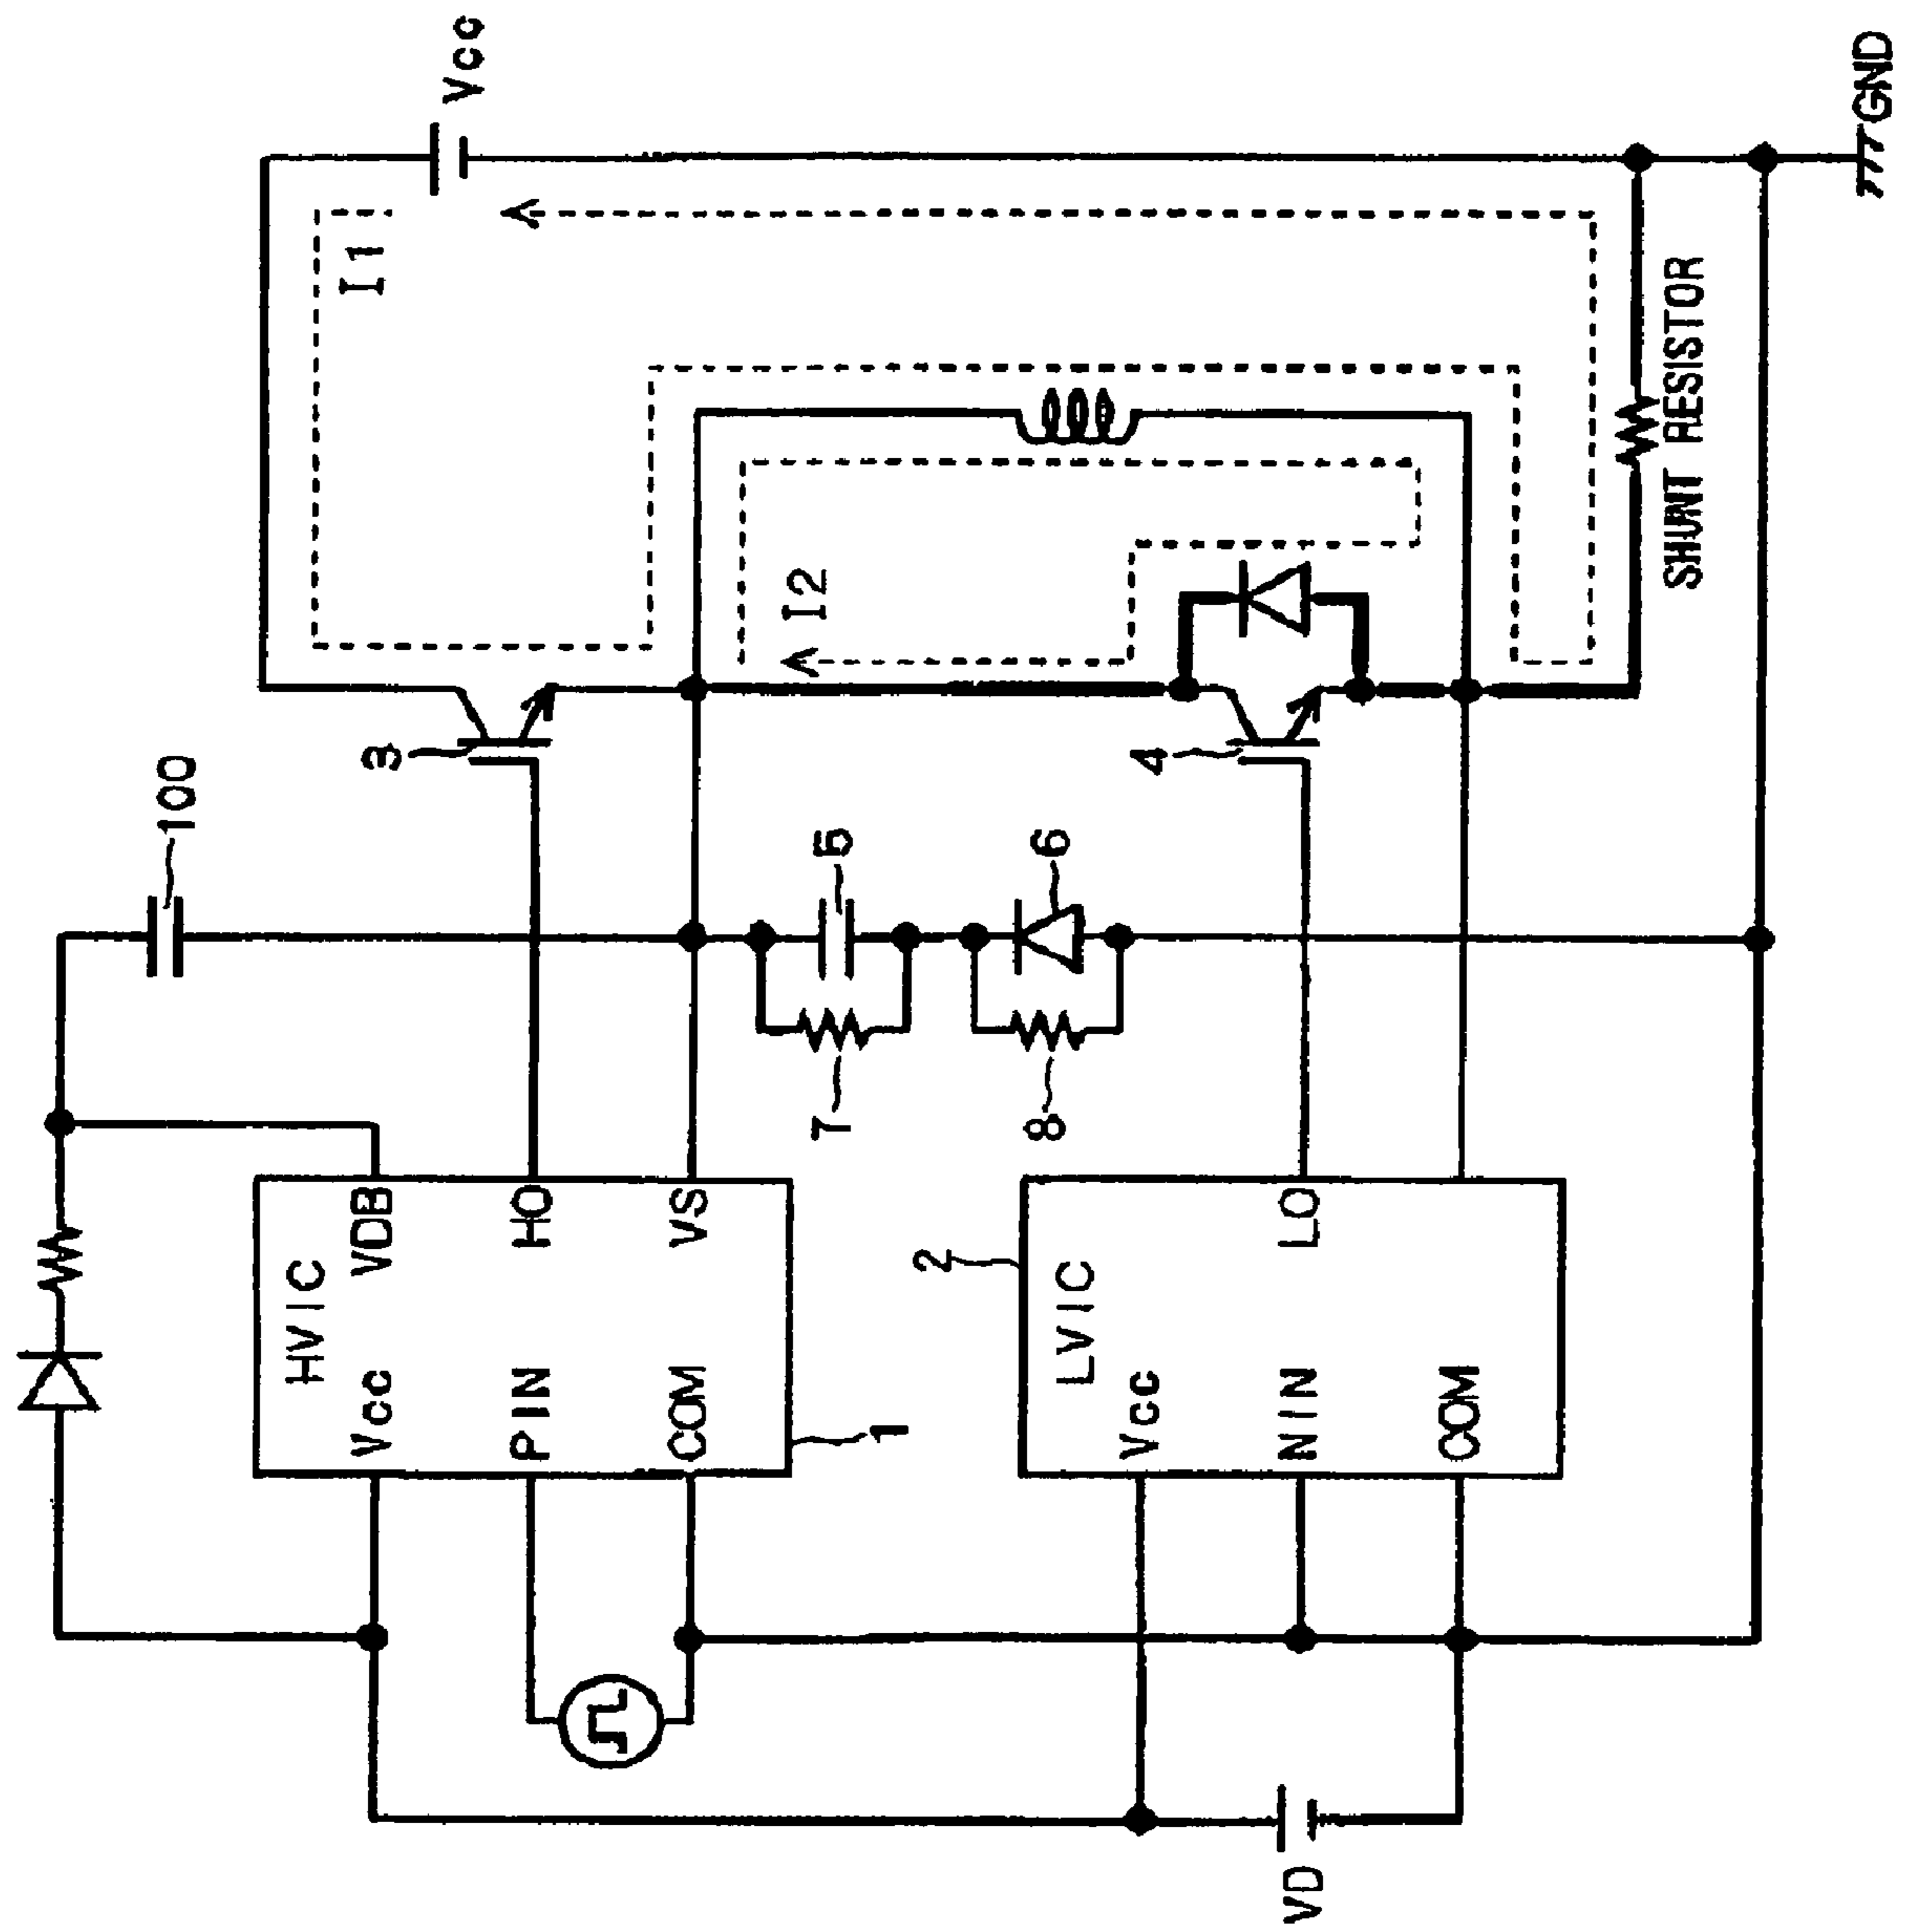 100
3
Vcc
I1
HVIC
Vcc
VDB
PIN
HO
COM
VS
1
7
5
I2
8
6
2
4
LVIC
Vcc
NIN
LO
COM
VD
SHUNT RESISTOR
GND